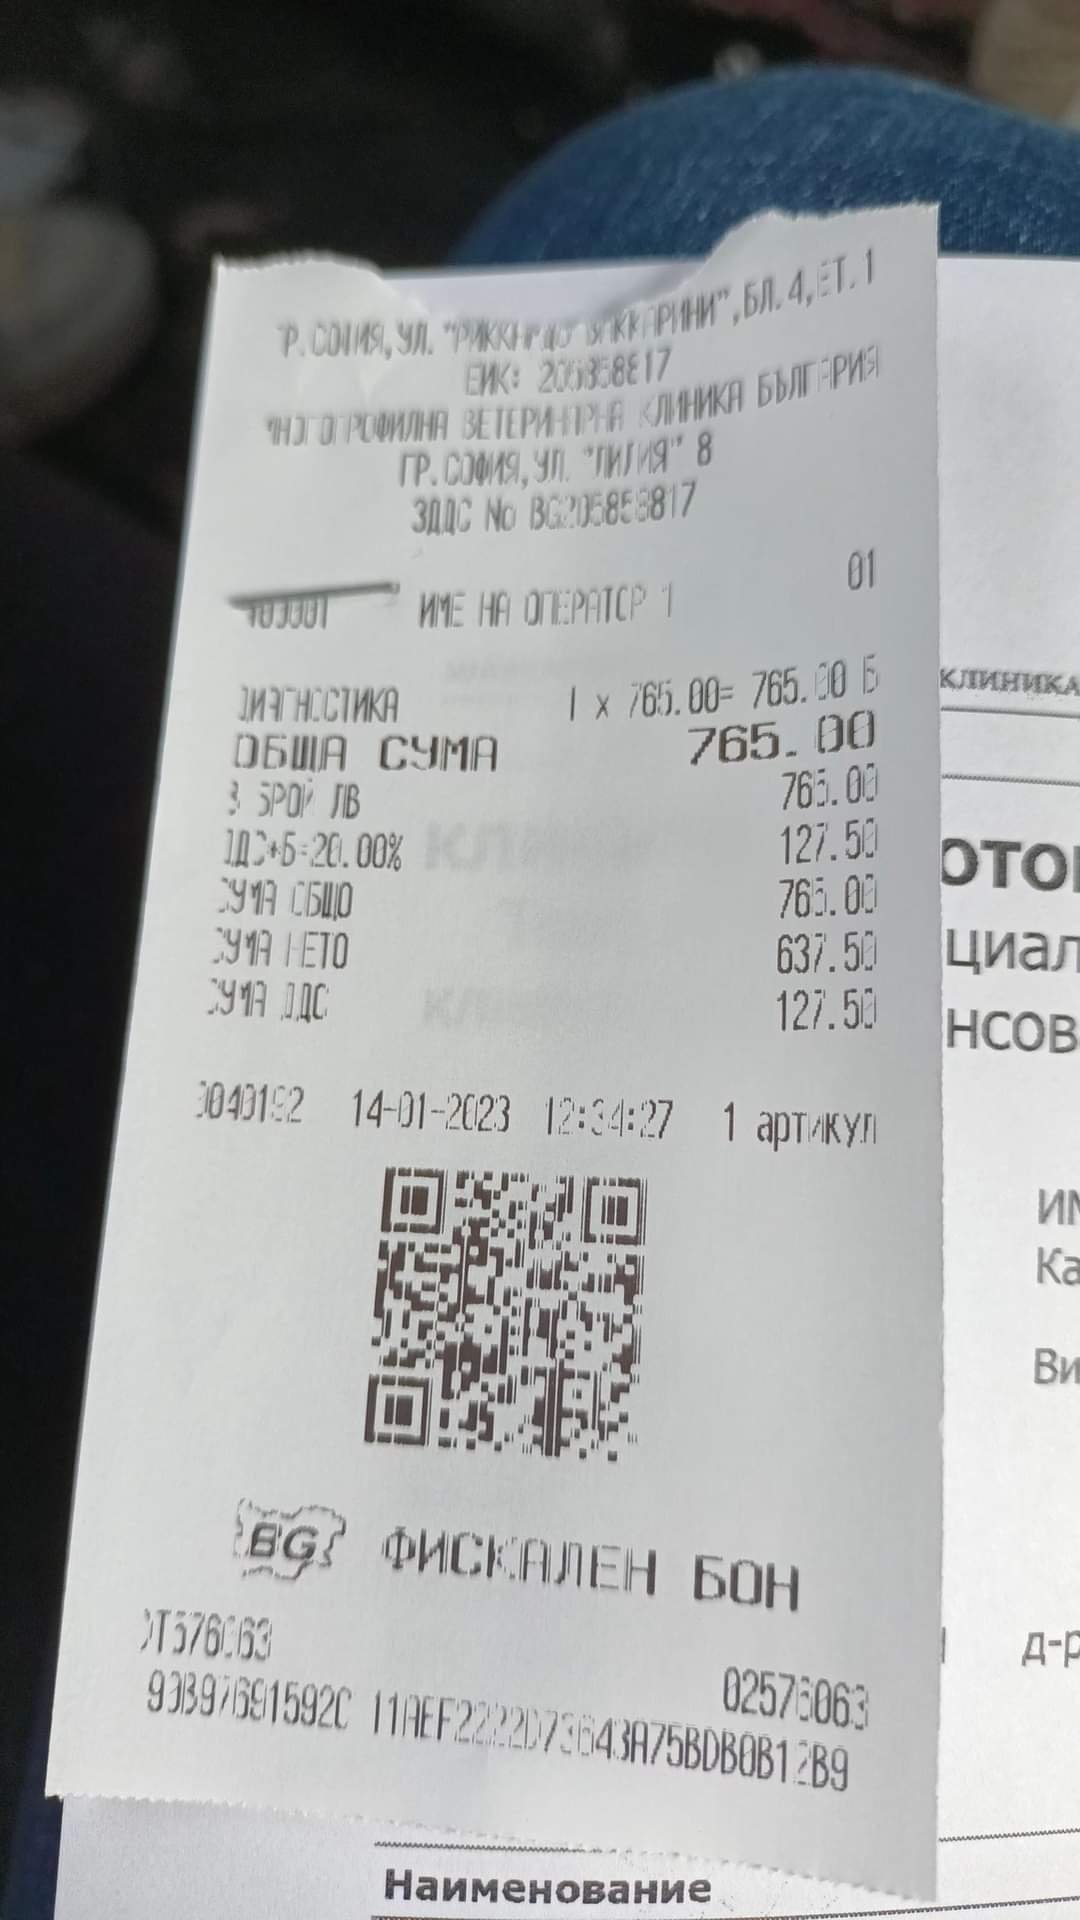 ГР. СОФИЯ, УЛ. "РИККАРДО ВАККАРИНИ", БЛ. 4, ЕТ. 1
ЕИК: 205858817
МНОГОПРОФИЛНА ВЕТЕРИНАРНА КЛИНИКА БЪЛГАРИЯ
ГР. СОФИЯ, УЛ. "ЛИЛИЯ" 8
ЗДДС No BG205858817
ИМЕ НА ОПЕРАТОР 1 01
ДИАГНОСТИКА 1 x 765.00= 765.00 Б
ОБЩА СУМА 765.00
В БРОЙ ЛВ 765.00
ДДС+Б=20.00% 127.50
СУМА ОБЩО 765.00
СУМА НЕТО 637.50
СУМА ДДС 127.50
0040192 14-01-2023 12:34:27 1 артикул
BG ФИСКАЛЕН БОН
DT576063 02576063
клиника
Наименование